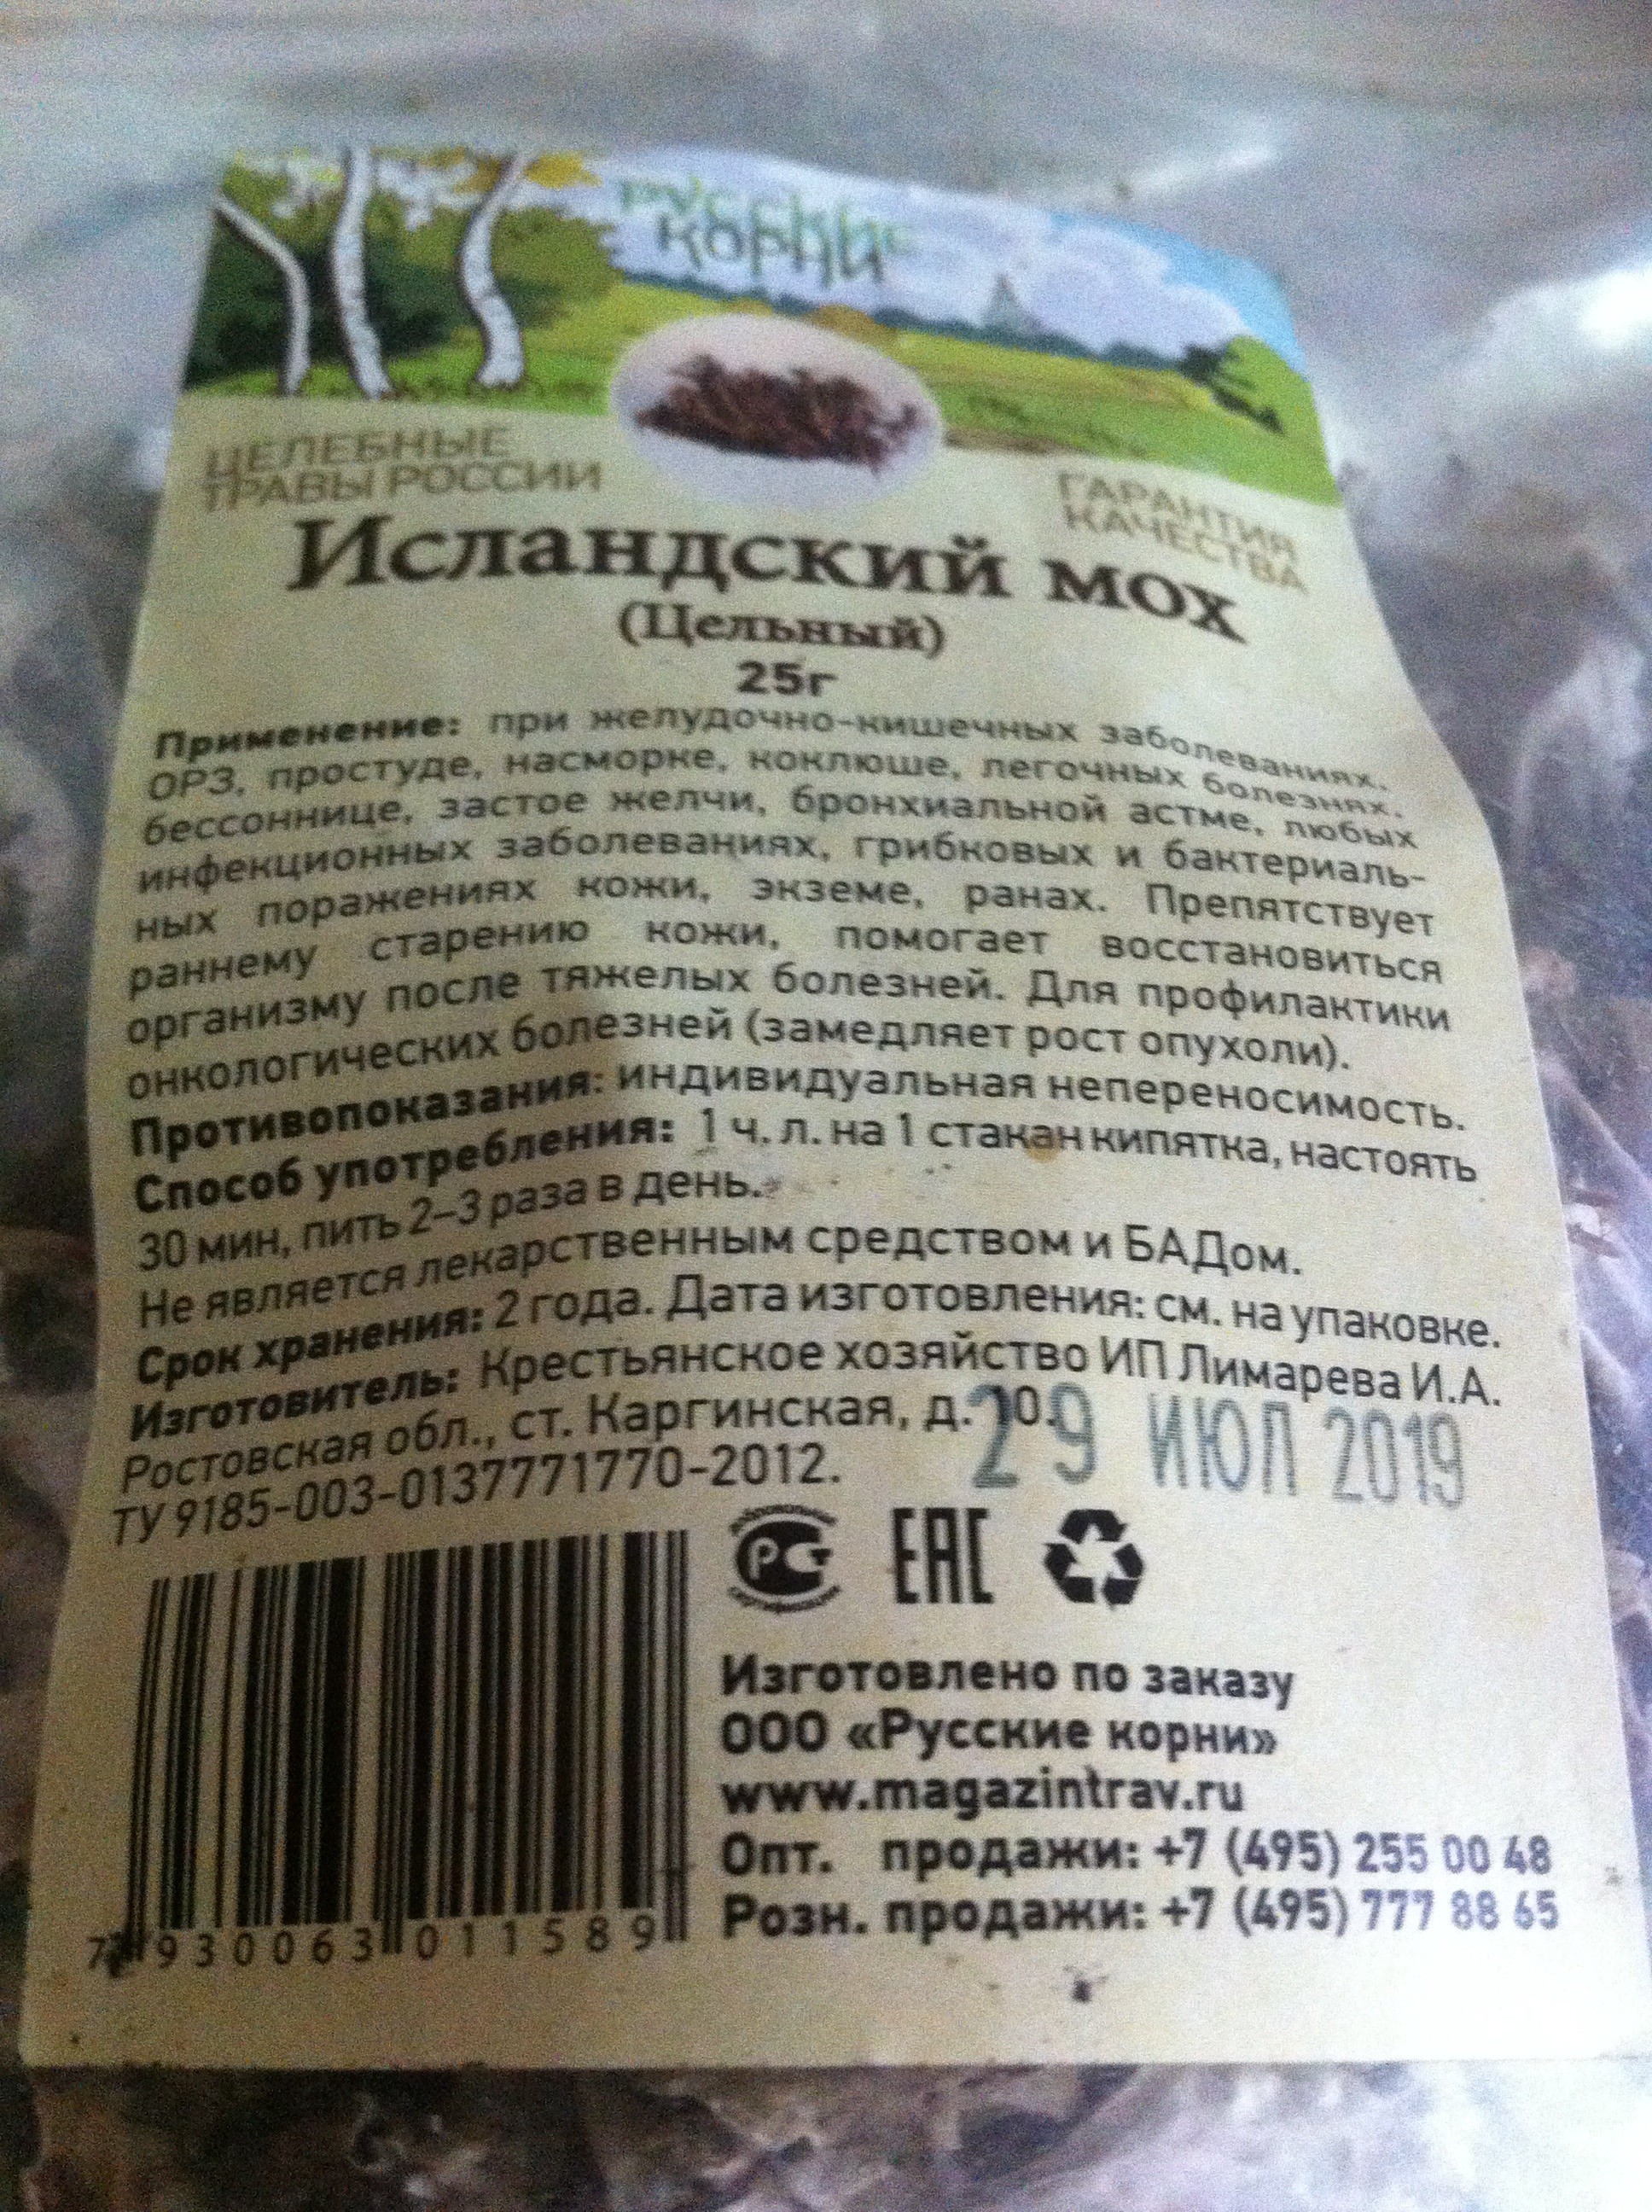 русские
корни
ЦЕЛЕБНЫЕ
ТРАВЫ РОССИИ
ГАРАНТИЯ
КАЧЕСТВА
Исландский мох
(Цельный)
25г
Применение: при желудочно-кишечных заболеваниях,
ОРЗ, простуде, насморке, коклюше, легочных болезнях,
бессоннице, застое желчи, бронхиальной астме, любых
инфекционных заболеваниях, грибковых и бактериаль-
ных поражениях кожи, экземе, ранах. Препятствует
раннему старению кожи, помогает восстановиться
организму после тяжелых болезней. Для профилактики
онкологических болезней (замедляет рост опухоли).
Противопоказания: индивидуальная непереносимость.
Способ употребления: 1 ч. л. на 1 стакан кипятка, настоять
30 мин, пить 2–3 раза в день.
Не является лекарственным средством и БАДом.
Срок хранения: 2 года. Дата изготовления: см. на упаковке.
Изготовитель: Крестьянское хозяйство ИП Лимарева И.А.
Ростовская обл., ст. Каргинская, д. 10.
29 ИЮЛ 2019
ТУ 9185-003-0137771770-2012.
добровольная
РСТ
сертификация
ЕАС
Изготовлено по заказу
ООО «Русские корни»
www.magazintrav.ru
Опт. продажи: +7 (495) 255 00 48
Розн. продажи: +7 (495) 777 88 65
7 930063 011589